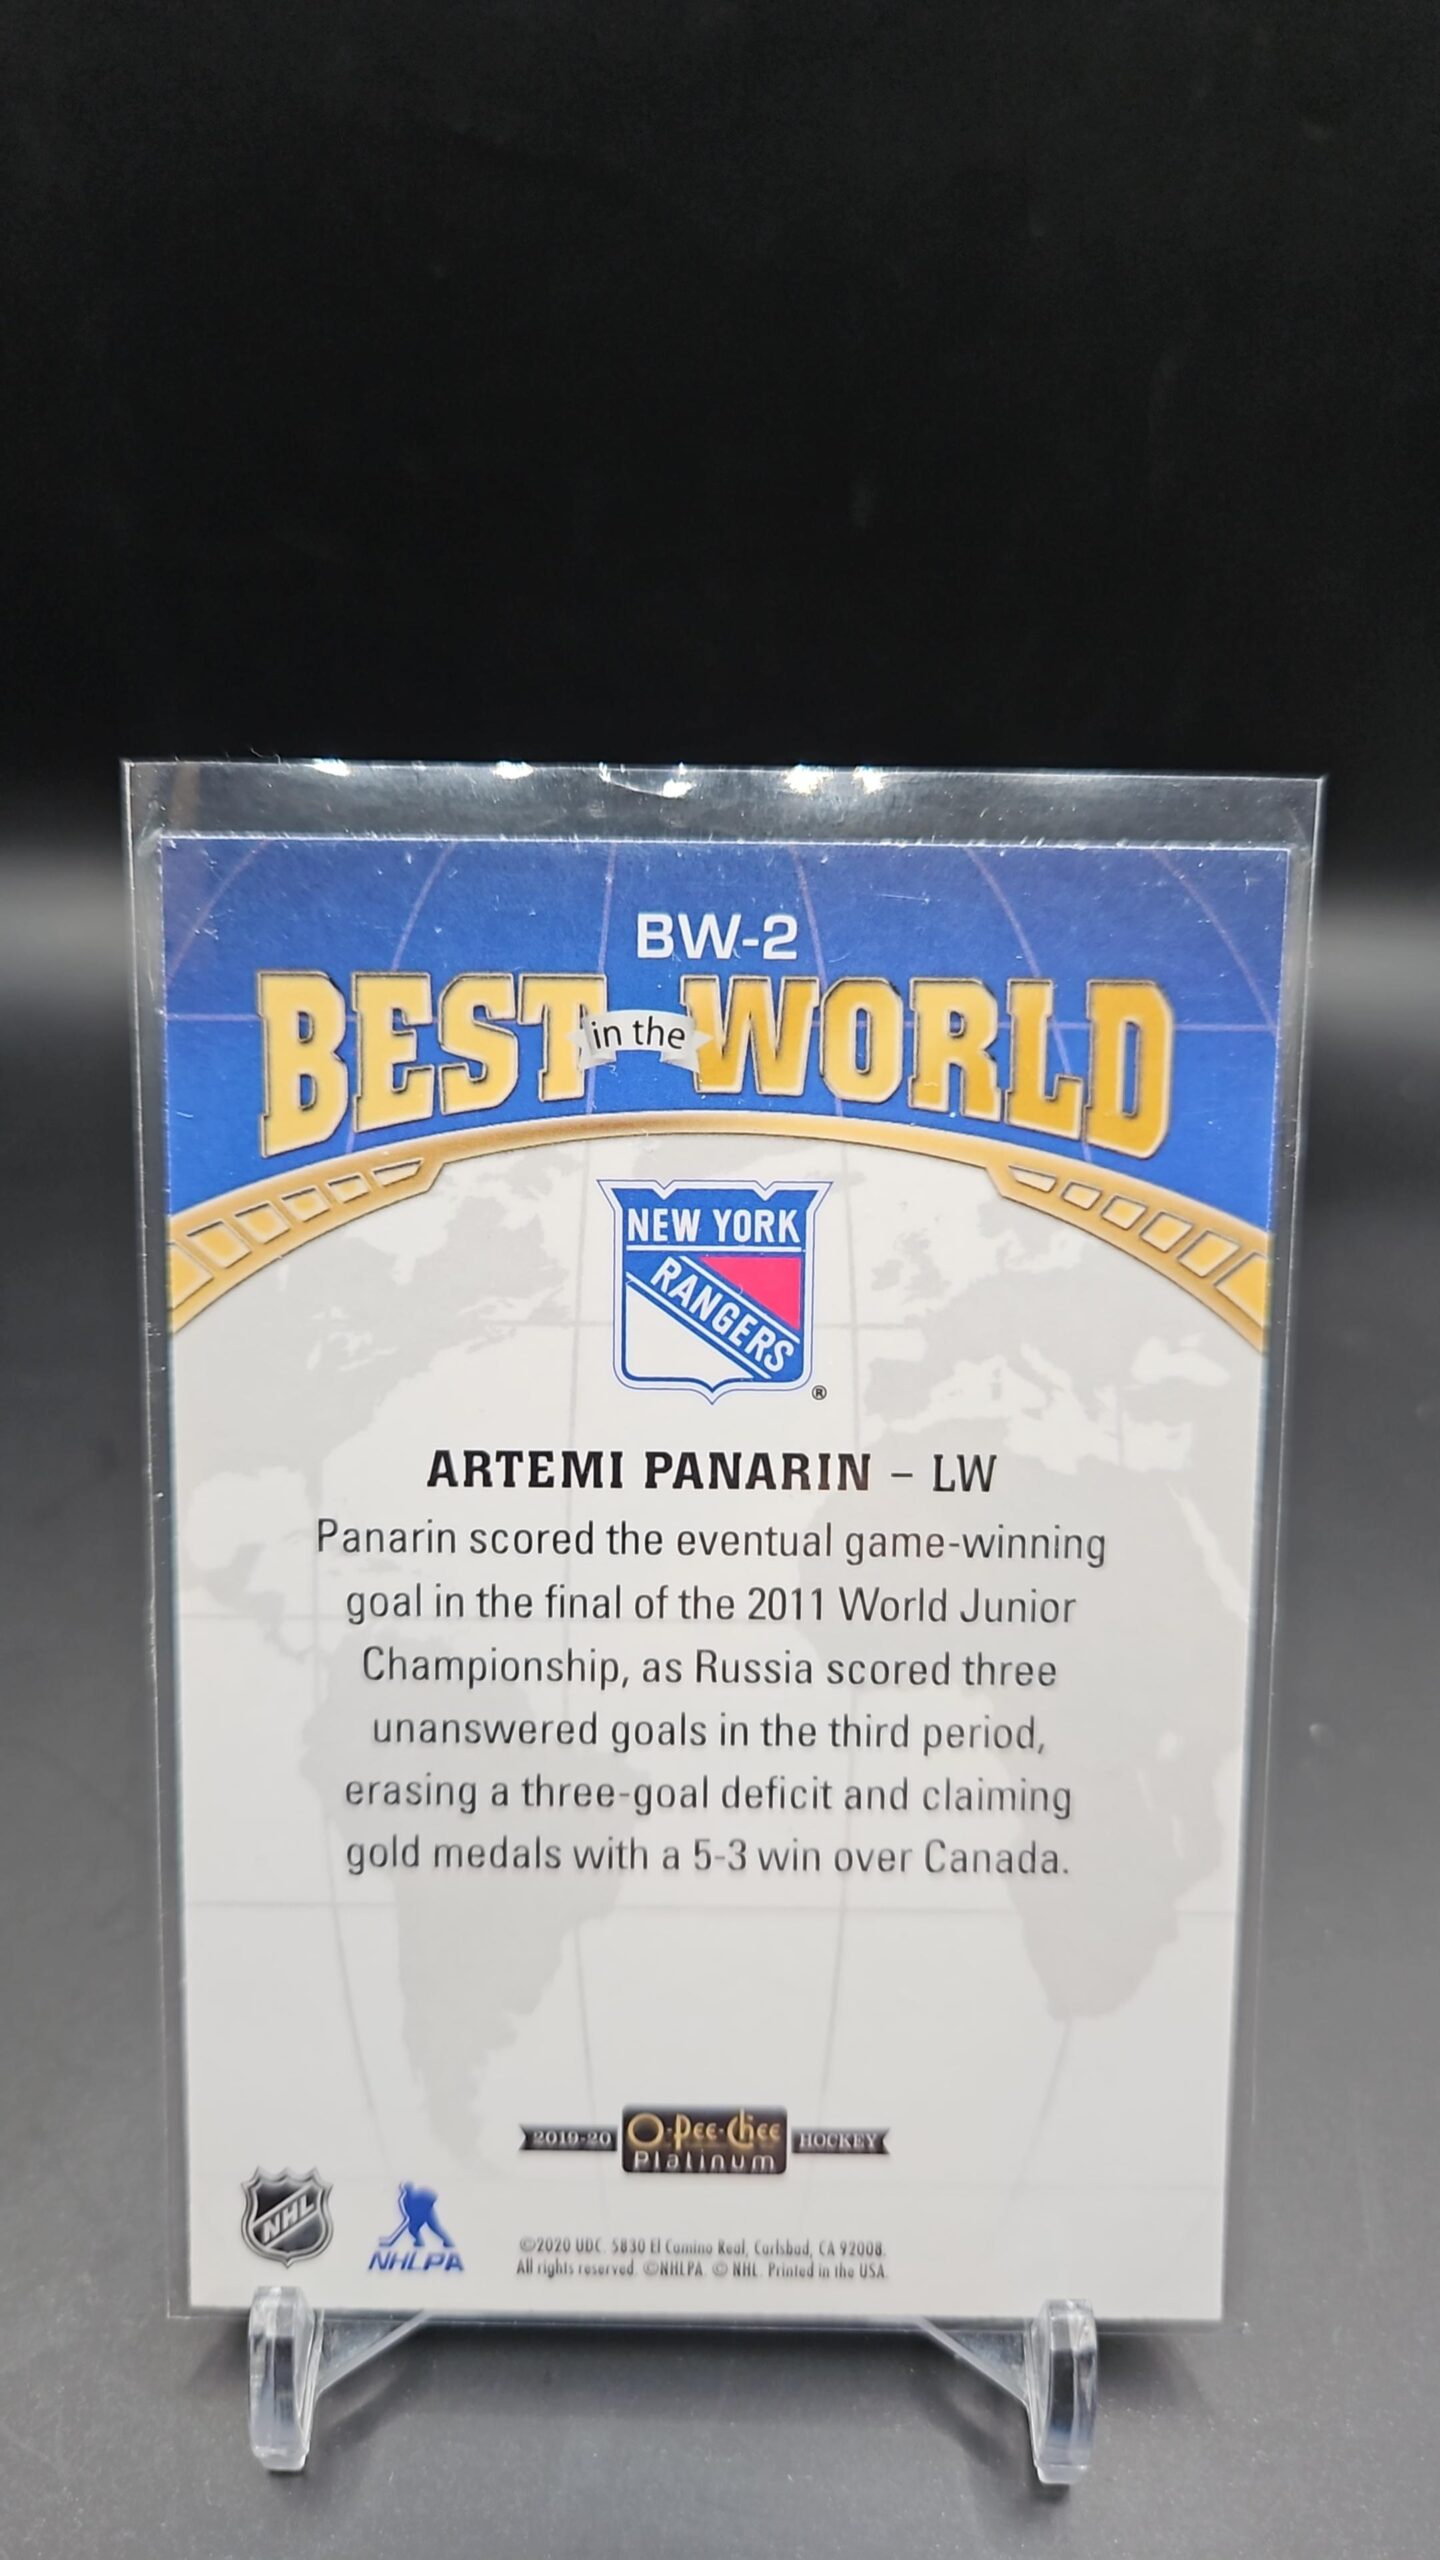 BW-2
BEST in the WORLD
NEW YORK
RANGERS
®
ARTEMI PANARIN – LW
Panarin scored the eventual game-winning
goal in the final of the 2011 World Junior
Championship, as Russia scored three
unanswered goals in the third period,
erasing a three-goal deficit and claiming
gold medals with a 5-3 win over Canada.
2019-20 O-Pee-Chee HOCKEY
Platinum
NHL
NHLPA
©2020 UDC. 5830 El Camino Real, Carlsbad, CA 92008.
All rights reserved. ©NHLPA. © NHL. Printed in the USA.